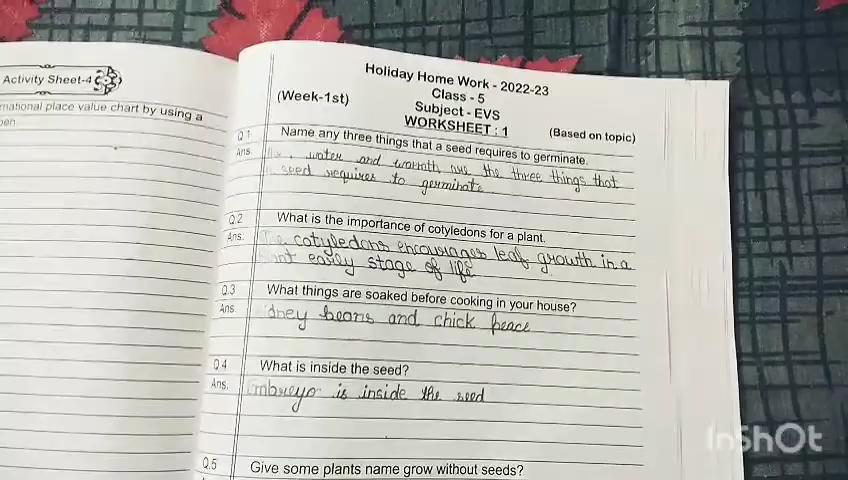 Activity Sheet-4
national place value chart by using a
pen.
Holiday Home Work - 2022-23
Class - 5
(Week-1st)
Subject - EVS
WORKSHEET : 1
(Based on topic)
Q.1 Name any three things that a seed requires to germinate.
Ans. water and warmth are the three things that
seed requires to germinate.
Q.2 What is the importance of cotyledons for a plant.
Ans. The cotyledons encourages leaf growth in a
early stage of life
Q.3 What things are soaked before cooking in your house?
Ans. idney beans and chick peace
Q.4 What is inside the seed?
Ans. Embreyo is inside the seed
Q.5 Give some plants name grow without seeds?
InShOt